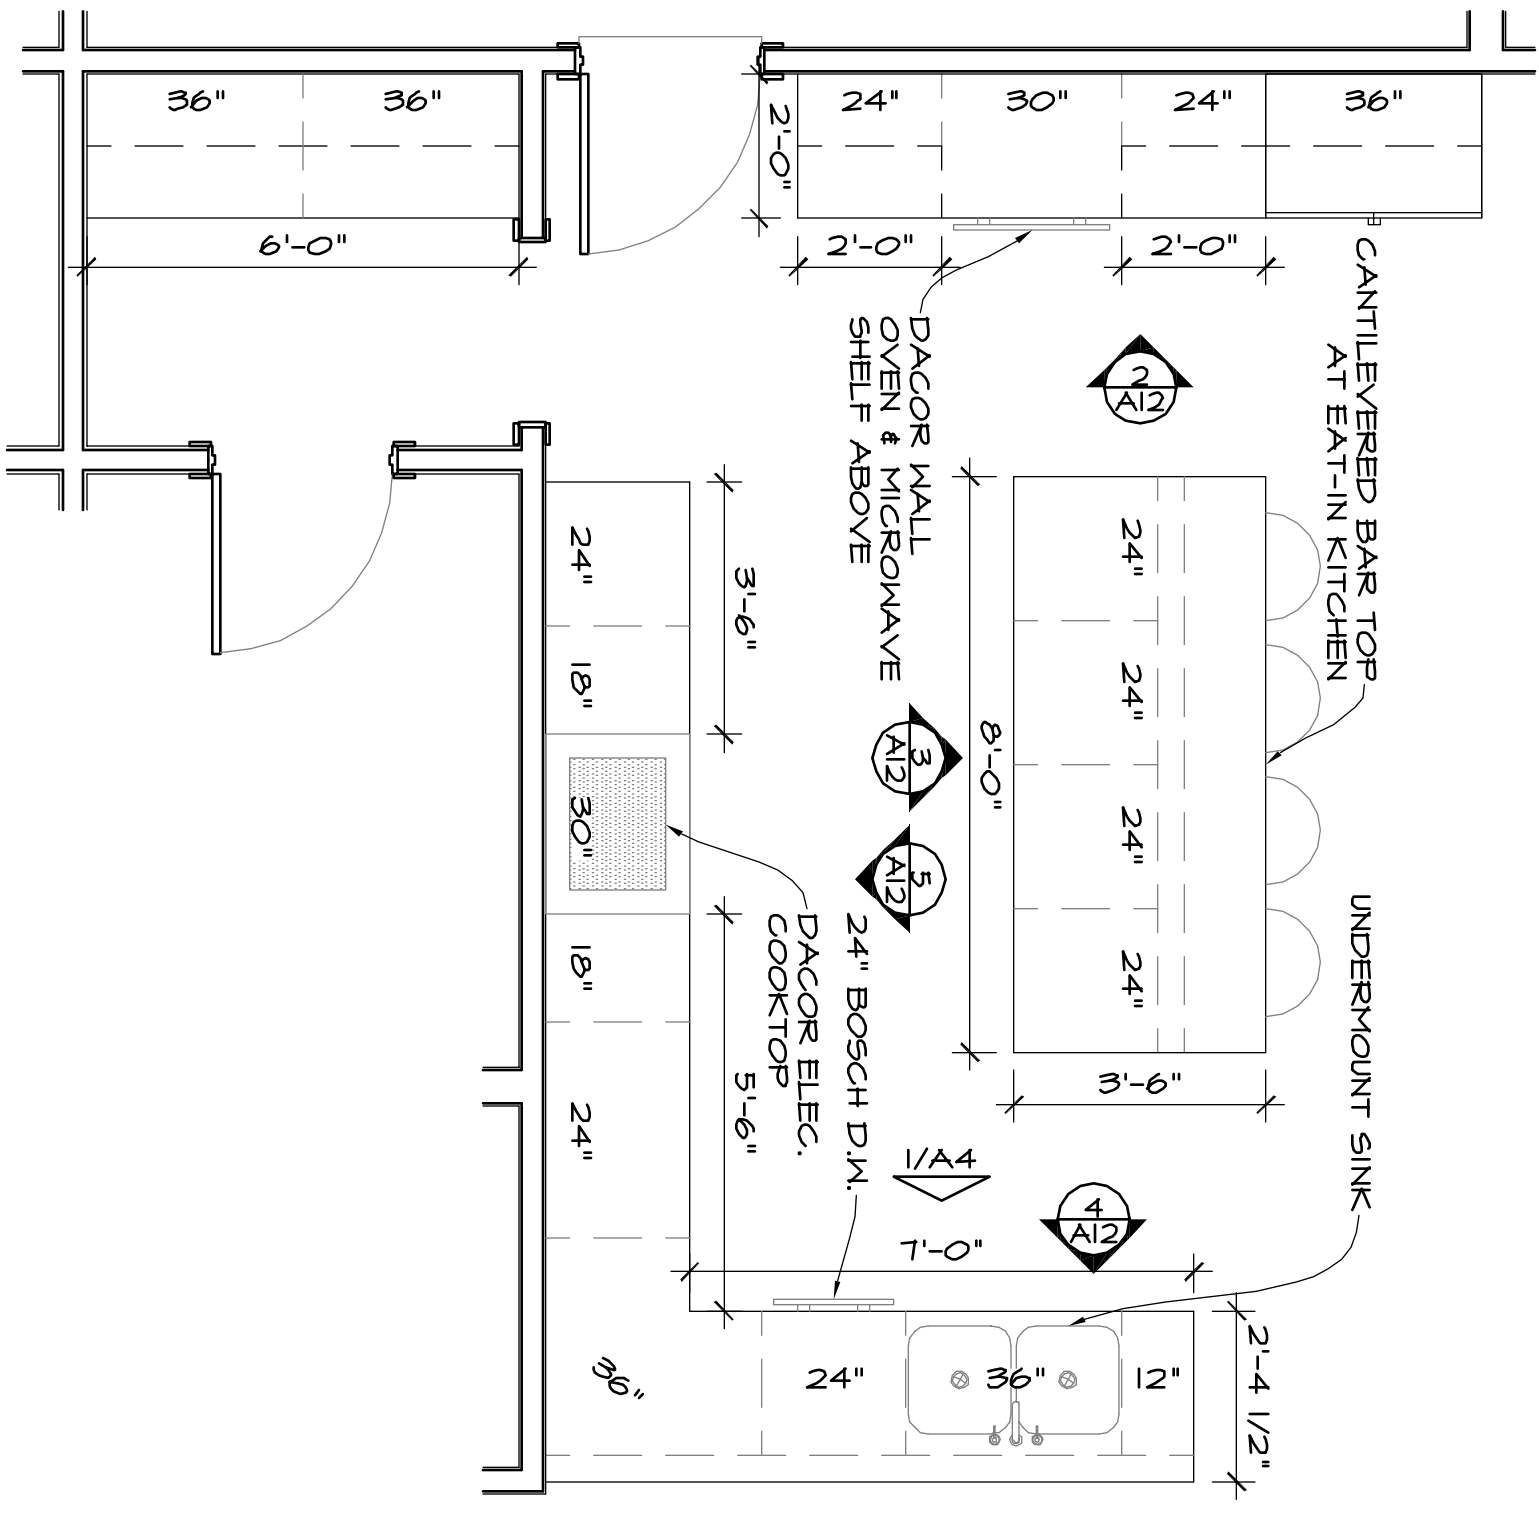 36"
36"
24"
30"
24"
36"
2'-0"
6'-0"
2'-0"
2'-0"
DACOR WALL
OVEN & MICROWAVE
SHELF ABOVE
CANTILEVERED BAR TOP
AT EAT-IN KITCHEN
2
A12
24"
18"
30"
18"
24"
3'-6"
5'-6"
24"
24"
24"
24"
8'-0"
3'-6"
3
A12
5
A12
DACOR ELEC.
COOKTOP
24" BOSCH D.W.
UNDERMOUNT SINK
1/A4
4
A12
7'-0"
2'-4 1/2"
36"
24"
36"
12"